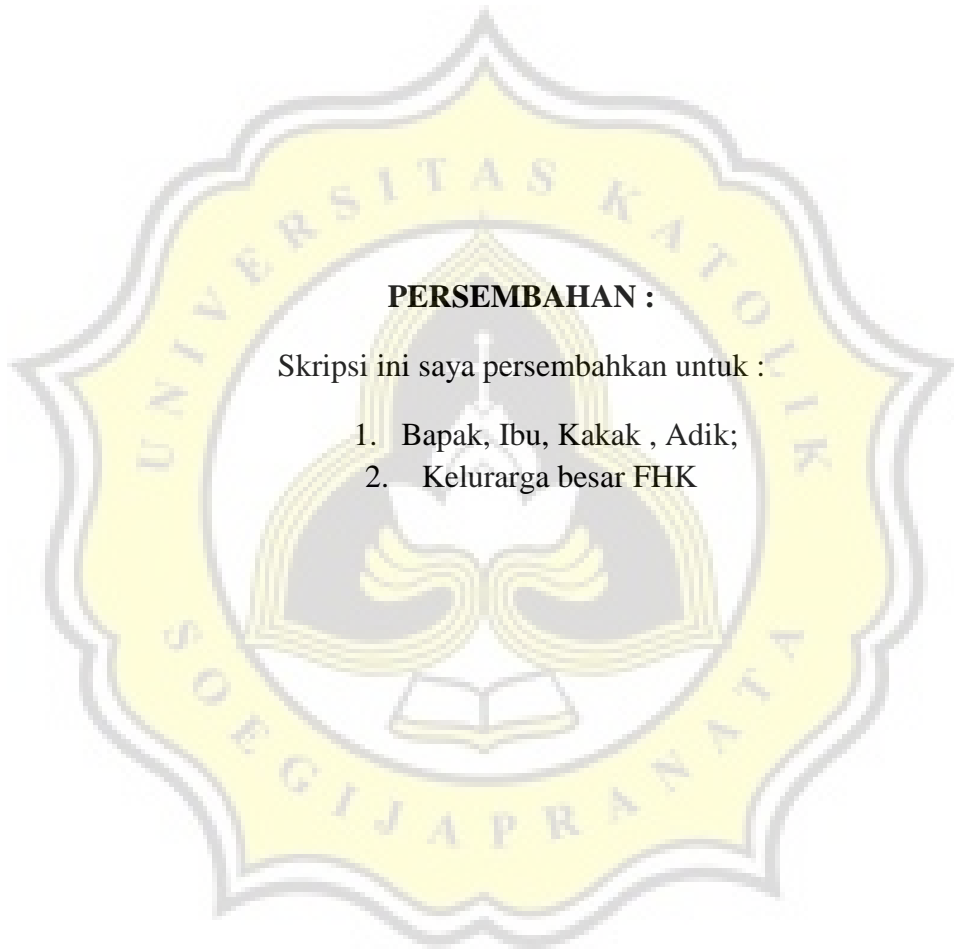 UNIVERSITAS KATOLIK
PERSEMBAHAN :
Skripsi ini saya persembahkan untuk :
1. Bapak, Ibu, Kakak , Adik;
2. Kelurarga besar FHK
SOEGIJAPRANATA